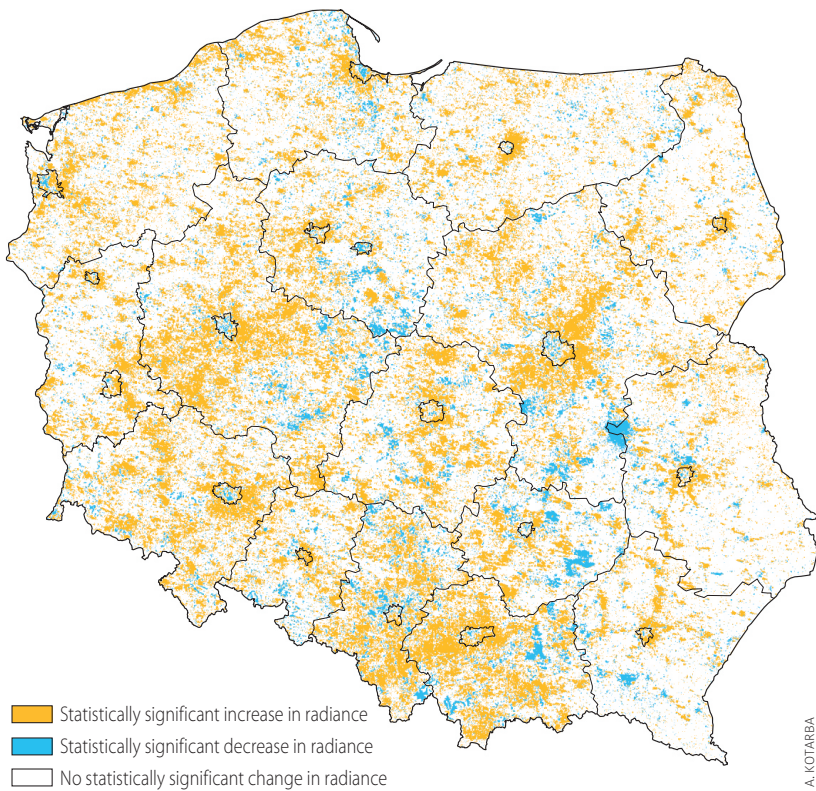 Statistically significant increase in radiance
Statistically significant decrease in radiance
No statistically significant change in radiance
A. KOTARBA